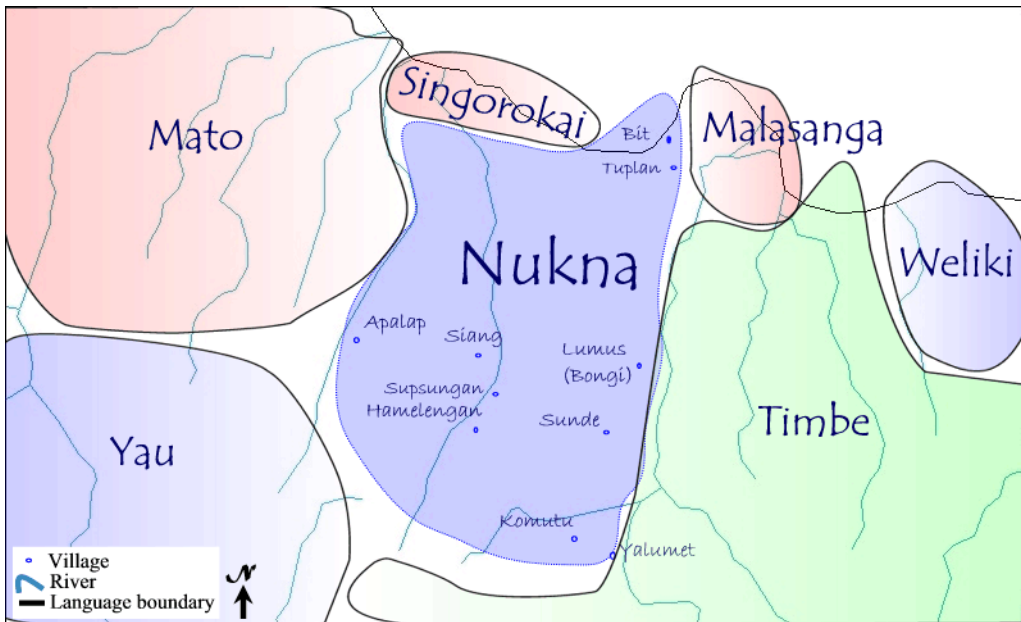 Singorokai
Mato
Malasanga
Bit
Tuplan
Nukna
Weliki
Apalap
Siang
Lumus
(Bongi)
Supsungan
Hamelengan
Sunde
Timbe
Yau
Komutu
Yalumet
Village
River
Language boundary
N